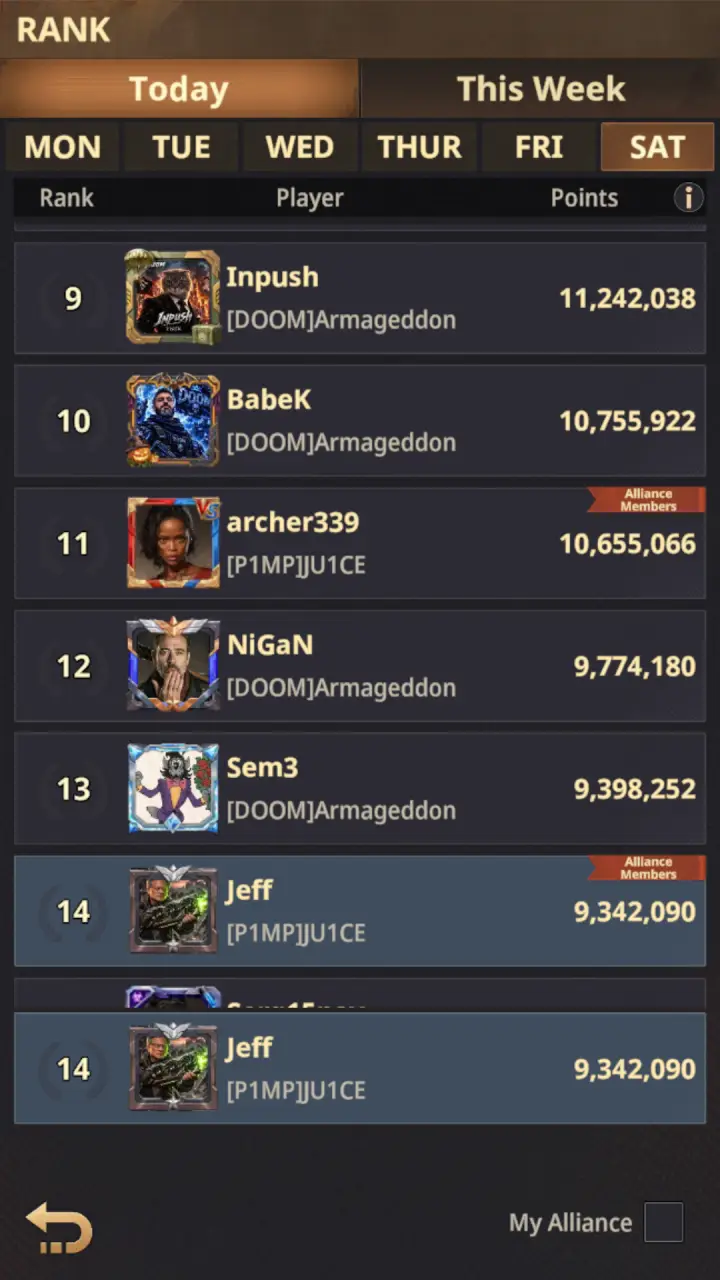 RANK
Today
This Week
MON
TUE
WED
THUR
FRI
SAT
Rank
Player
Points
9
Inpush
[DOOM]Armageddon
11,242,038
10
BabeK
[DOOM]Armageddon
10,755,922
Alliance
Members
11
archer339
[P1MP]JU1CE
10,655,066
12
NiGaN
[DOOM]Armageddon
9,774,180
13
Sem3
[DOOM]Armageddon
9,398,252
Alliance
Members
14
Jeff
[P1MP]JU1CE
9,342,090
14
Jeff
[P1MP]JU1CE
9,342,090
My Alliance